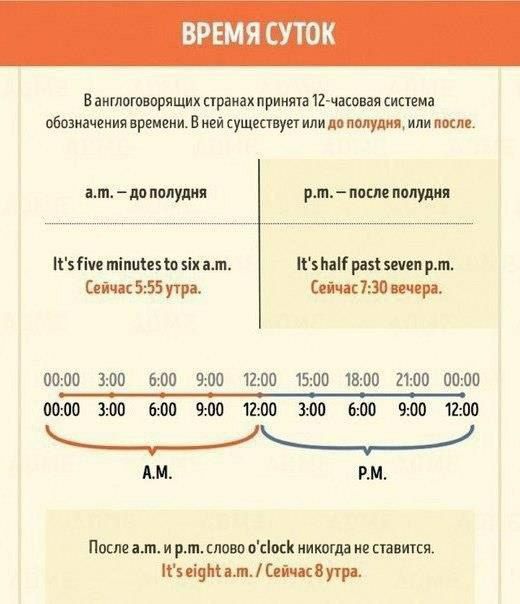 ВРЕМЯ СУТОК
В англоговорящих странах принята 12-часовая система
обозначения времени. В ней существует или до полудня, или после.
a.m. – до полудня
p.m. – после полудня
It's five minutes to six a.m.
Сейчас 5:55 утра.
It's half past seven p.m.
Сейчас 7:30 вечера.
00:00 3:00 6:00 9:00 12:00 15:00 18:00 21:00 00:00
00:00 3:00 6:00 9:00 12:00 3:00 6:00 9:00 12:00
A.M. P.M.
После a.m. и p.m. слово o'clock никогда не ставится.
It's eight a.m. / Сейчас 8 утра.